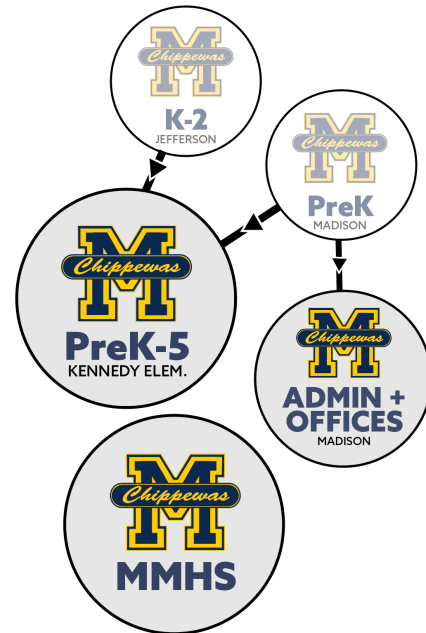 M
Chippewas
K-2
JEFFERSON
M
Chippewas
PreK
MADISON
M
Chippewas
PreK-5
KENNEDY ELEM.
M
Chippewas
ADMIN +
OFFICES
MADISON
M
Chippewas
MMHS